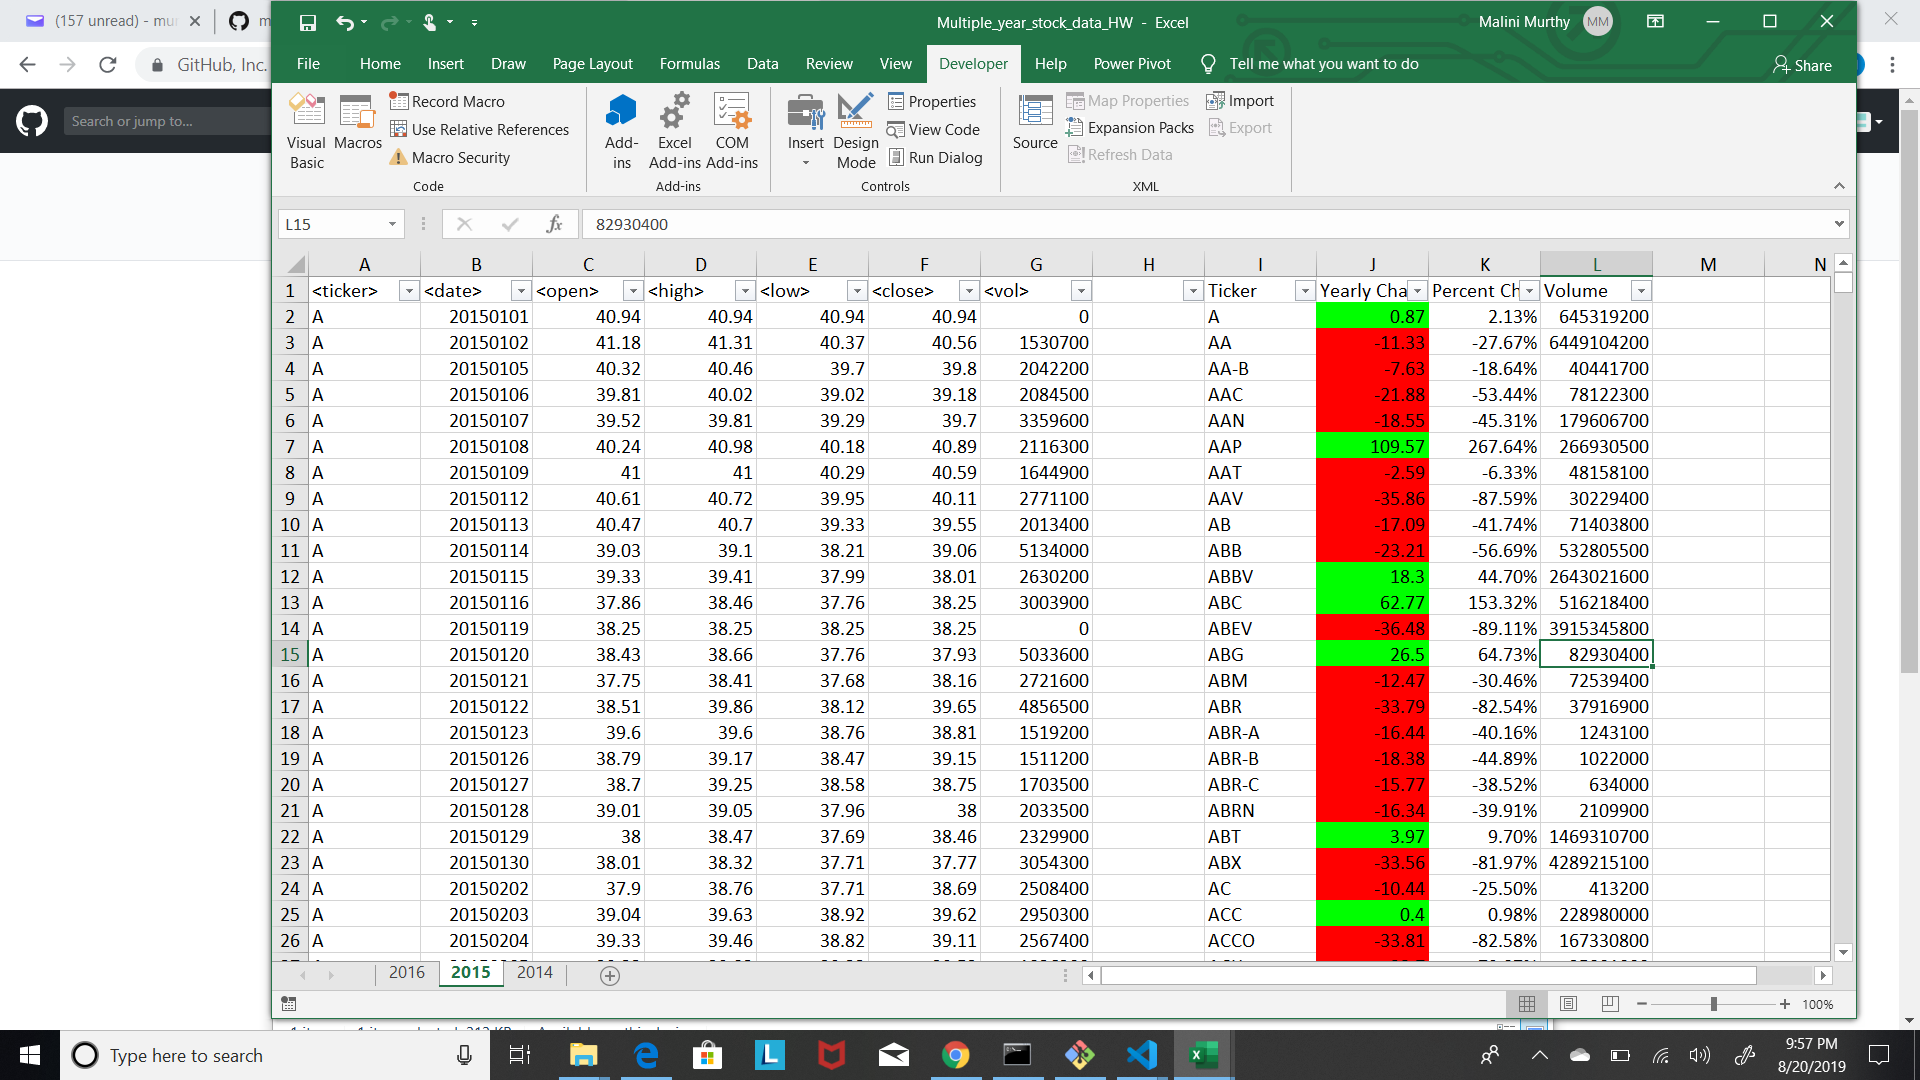 (157 unread) - mu
Multiple_year_stock_data_HW - Excel
Malini Murthy MM
GitHub, Inc.
File Home Insert Draw Page Layout Formulas Data Review View Developer Help Power Pivot Tell me what you want to do Share
Search or jump to...
Visual Basic
Macros
Record Macro
Use Relative References
Macro Security
Code
Add-ins
Excel Add-ins
COM Add-ins
Add-ins
Insert
Design Mode
Properties
View Code
Run Dialog
Controls
Source
Map Properties
Expansion Packs
Refresh Data
Import
Export
XML
L15 fx 82930400
A B C D E F G H I J K L M N
1 <ticker> <date> <open> <high> <low> <close> <vol> Ticker Yearly Cha Percent Ch Volume
2 A 20150101 40.94 40.94 40.94 40.94 0 A 0.87 2.13% 645319200
3 A 20150102 41.18 41.31 40.37 40.56 1530700 AA -11.33 -27.67% 6449104200
4 A 20150105 40.32 40.46 39.7 39.8 2042200 AA-B -7.63 -18.64% 40441700
5 A 20150106 39.81 40.02 39.02 39.18 2084500 AAC -21.88 -53.44% 78122300
6 A 20150107 39.52 39.81 39.29 39.7 3359600 AAN -18.55 -45.31% 179606700
7 A 20150108 40.24 40.98 40.18 40.89 2116300 AAP 109.57 267.64% 266930500
8 A 20150109 41 41 40.29 40.59 1644900 AAT -2.59 -6.33% 48158100
9 A 20150112 40.61 40.72 39.95 40.11 2771100 AAV -35.86 -87.59% 30229400
10 A 20150113 40.47 40.7 39.33 39.55 2013400 AB -17.09 -41.74% 71403800
11 A 20150114 39.03 39.1 38.21 39.06 5134000 ABB -23.21 -56.69% 532805500
12 A 20150115 39.33 39.41 37.99 38.01 2630200 ABBV 18.3 44.70% 2643021600
13 A 20150116 37.86 38.46 37.76 38.25 3003900 ABC 62.77 153.32% 516218400
14 A 20150119 38.25 38.25 38.25 38.25 0 ABEV -36.48 -89.11% 3915345800
15 A 20150120 38.43 38.66 37.76 37.93 5033600 ABG 26.5 64.73% 82930400
16 A 20150121 37.75 38.41 37.68 38.16 2721600 ABM -12.47 -30.46% 72539400
17 A 20150122 38.51 39.86 38.12 39.65 4856500 ABR -33.79 -82.54% 37916900
18 A 20150123 39.6 39.6 38.76 38.81 1519200 ABR-A -16.44 -40.16% 1243100
19 A 20150126 38.79 39.17 38.47 39.15 1511200 ABR-B -18.38 -44.89% 1022000
20 A 20150127 38.7 39.25 38.58 38.75 1703500 ABR-C -15.77 -38.52% 634000
21 A 20150128 39.01 39.05 37.96 38 2033500 ABRN -16.34 -39.91% 2109900
22 A 20150129 38 38.47 37.69 38.46 2329900 ABT 3.97 9.70% 1469310700
23 A 20150130 38.01 38.32 37.71 37.77 3054300 ABX -33.56 -81.97% 4289215100
24 A 20150202 37.9 38.76 37.71 38.69 2508400 AC -10.44 -25.50% 413200
25 A 20150203 39.04 39.63 38.92 39.62 2950300 ACC 0.4 0.98% 228980000
26 A 20150204 39.33 39.46 38.82 39.11 2567400 ACCO -33.81 -82.58% 167330800
2016 2015 2014
100%
Type here to search
9:57 PM
8/20/2019